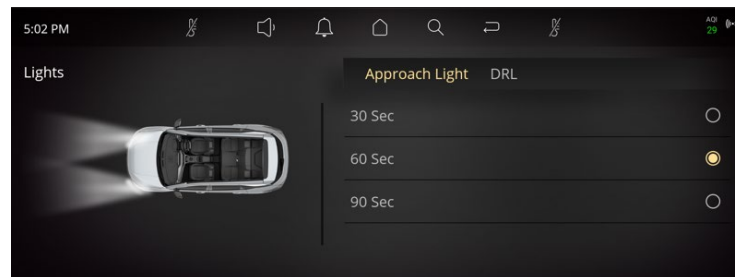 5:02 PM
AQI
29
Lights
Approach Light DRL
30 Sec
60 Sec
90 Sec